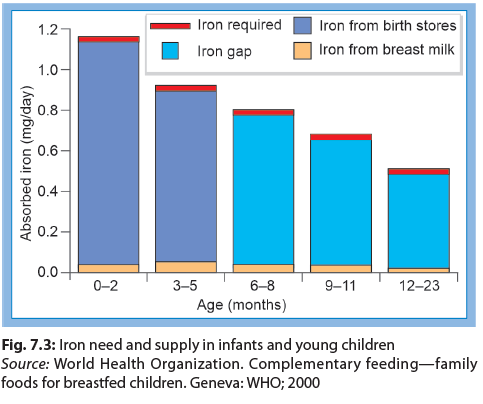 Iron required
Iron from birth stores
Iron gap
Iron from breast milk
Absorbed iron (mg/day)
1.2
1.0
0.8
0.6
0.4
0.2
0.0
0–2
3–5
6–8
9–11
12–23
Age (months)
Fig. 7.3: Iron need and supply in infants and young children
Source: World Health Organization. Complementary feeding—family
foods for breastfed children. Geneva: WHO; 2000